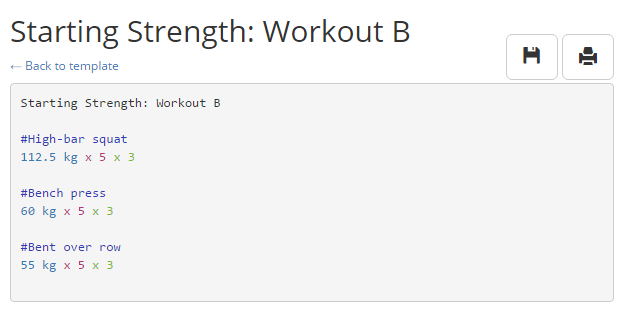 Starting Strength: Workout B
← Back to template
Starting Strength: Workout B
#High-bar squat
112.5 kg x 5 x 3
#Bench press
60 kg x 5 x 3
#Bent over row
55 kg x 5 x 3